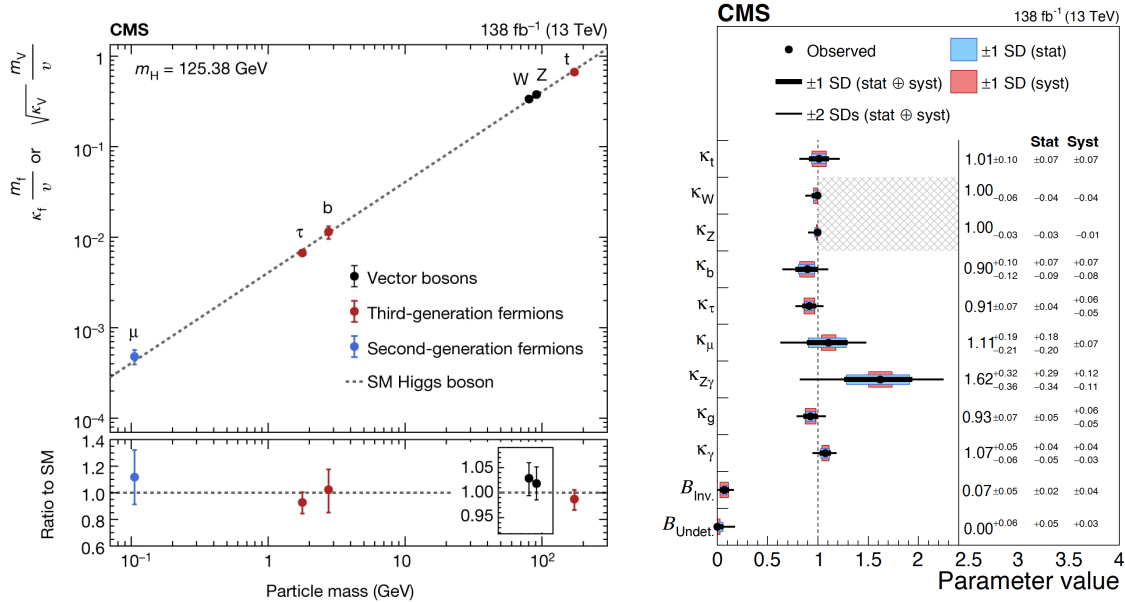 CMS
138 fb⁻¹ (13 TeV)
m_H = 125.38 GeV
κ_f m_f/v or √κ_V m_V/v
1
10⁻¹
10⁻²
10⁻³
10⁻⁴
W
Z
t
b
τ
μ
Vector bosons
Third-generation fermions
Second-generation fermions
SM Higgs boson
Ratio to SM
1.4
1.2
1.0
0.8
0.6
1.05
1.00
0.95
10⁻¹
1
10
10²
Particle mass (GeV)
CMS
138 fb⁻¹ (13 TeV)
Observed
±1 SD (stat)
±1 SD (stat ⊕ syst)
±1 SD (syst)
±2 SDs (stat ⊕ syst)
Stat Syst
κ_t 1.01 ±0.10 ±0.07 ±0.07
κ_W 1.00 −0.06 −0.04 −0.04
κ_Z 1.00 −0.03 −0.03 −0.01
κ_b 0.90 +0.10 −0.12 +0.07 −0.09 +0.07 −0.08
κ_τ 0.91 ±0.07 ±0.04 +0.06 −0.05
κ_μ 1.11 +0.19 −0.21 +0.18 −0.20 ±0.07
κ_Zγ 1.62 +0.32 −0.36 +0.29 −0.34 +0.12 −0.11
κ_g 0.93 ±0.07 ±0.05 +0.06 −0.05
κ_γ 1.07 +0.05 −0.06 +0.04 −0.05 +0.04 −0.03
B_Inv. 0.07 ±0.05 ±0.02 ±0.04
B_Undet. 0.00 +0.06 +0.05 +0.03
0 0.5 1 1.5 2 2.5 3 3.5 4
Parameter value